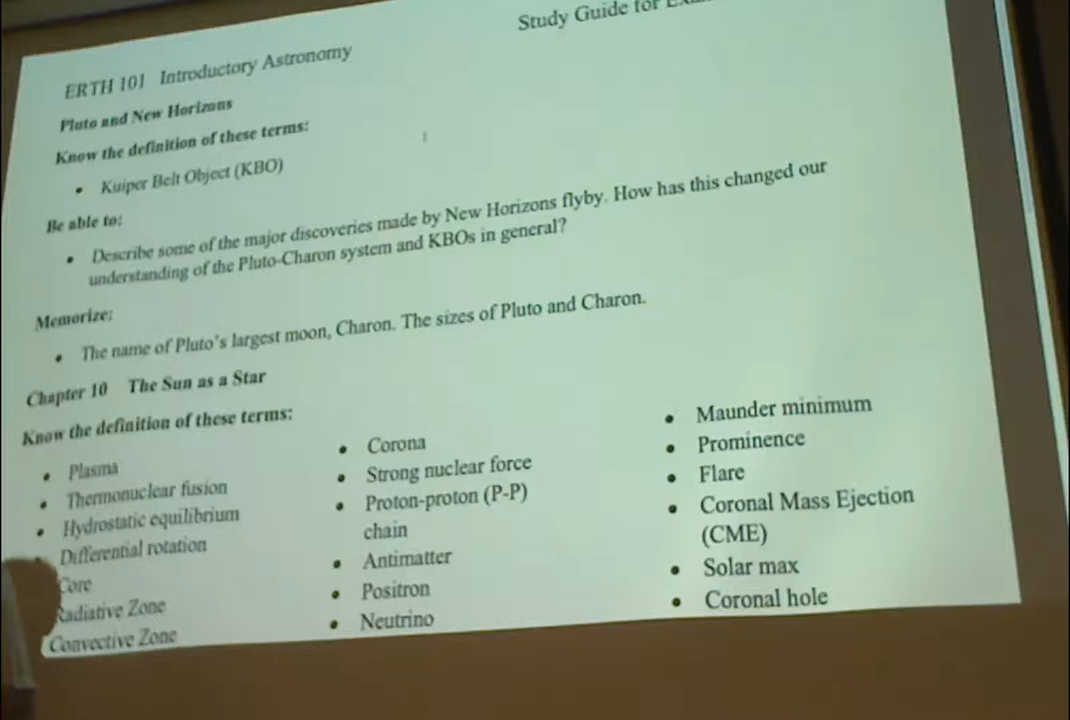 Study Guide for
ERTH 101 Introductory Astronomy
Pluto and New Horizons
Know the definition of these terms:
• Kuiper Belt Object (KBO)
Be able to:
• Describe some of the major discoveries made by New Horizons flyby. How has this changed our
understanding of the Pluto-Charon system and KBOs in general?
Memorize:
• The name of Pluto's largest moon, Charon. The sizes of Pluto and Charon.
Chapter 10 The Sun as a Star
Know the definition of these terms:
• Plasma
• Thermonuclear fusion
• Hydrostatic equilibrium
• Differential rotation
Core
Radiative Zone
Convective Zone
• Corona
• Strong nuclear force
• Proton-proton (P-P)
chain
• Antimatter
• Positron
• Neutrino
• Maunder minimum
• Prominence
• Flare
• Coronal Mass Ejection
(CME)
• Solar max
• Coronal hole